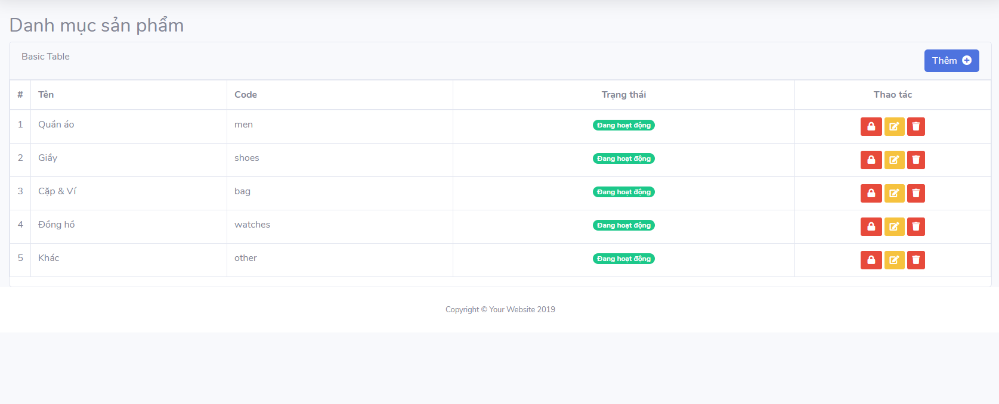 Danh mục sản phẩm
Basic Table
Thêm
# Tên Code Trạng thái Thao tác
1 Quần áo men Đang hoạt động
2 Giầy shoes Đang hoạt động
3 Cặp & Ví bag Đang hoạt động
4 Đồng hồ watches Đang hoạt động
5 Khác other Đang hoạt động
Copyright © Your Website 2019